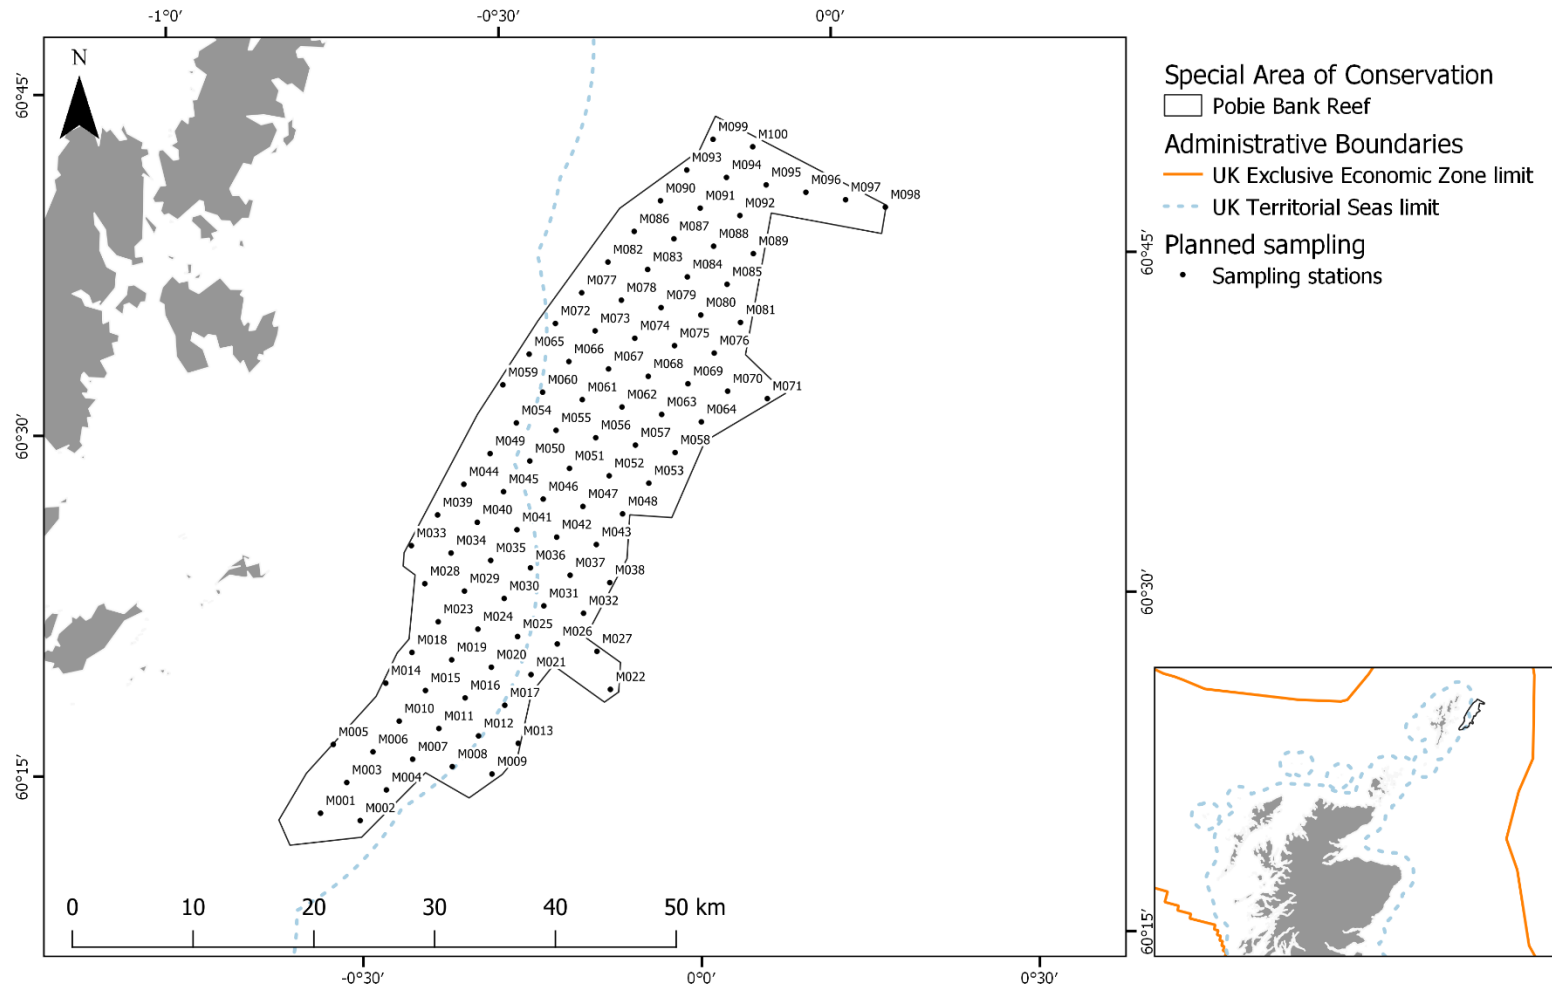 -1°0′ -0°30′ 0°0′
N
60°45′
60°30′
60°15′
60°45′
60°30′
60°15′
-0°30′ 0°0′ 0°30′
M099
M100
M093
M094
M095
M096
M097
M098
M090
M091
M092
M086
M087
M088
M089
M082
M083
M084
M085
M077
M078
M079
M080
M081
M072
M073
M074
M075
M076
M065
M066
M067
M068
M069
M070
M071
M059
M060
M061
M062
M063
M064
M054
M055
M056
M057
M058
M049
M050
M051
M052
M053
M044
M045
M046
M047
M048
M039
M040
M041
M042
M043
M033
M034
M035
M036
M037
M038
M028
M029
M030
M031
M032
M023
M024
M025
M026
M027
M018
M019
M020
M021
M022
M014
M015
M016
M017
M010
M011
M012
M013
M005
M006
M007
M008
M009
M003
M004
M001
M002
0 10 20 30 40 50 km
Special Area of Conservation
Pobie Bank Reef
Administrative Boundaries
UK Exclusive Economic Zone limit
UK Territorial Seas limit
Planned sampling
Sampling stations